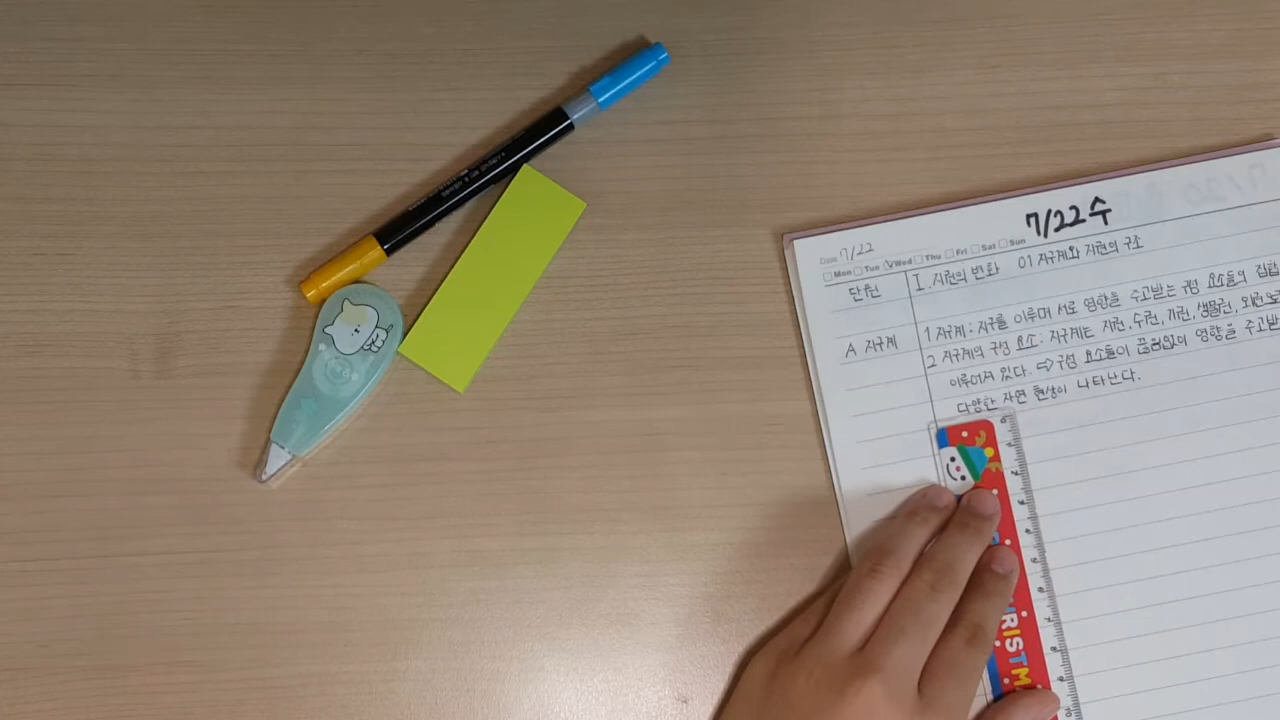 7/22 수
Date 7/22
Mon Tue Wed Thu Fri Sat Sun
단원 I. 지권의 변화 01 지구계와 지권의 구조
A 지구계 1 지구계: 지구를 이루며 서로 영향을 주고받는 구성 요소들의 집합
2 지구계의 구성 요소: 지구계는 지권, 수권, 기권, 생물권, 외권으로
이루어져 있다. ⇨ 구성 요소들이 끊임없이 영향을 주고받
다양한 자연 현상이 나타난다.
RISTM